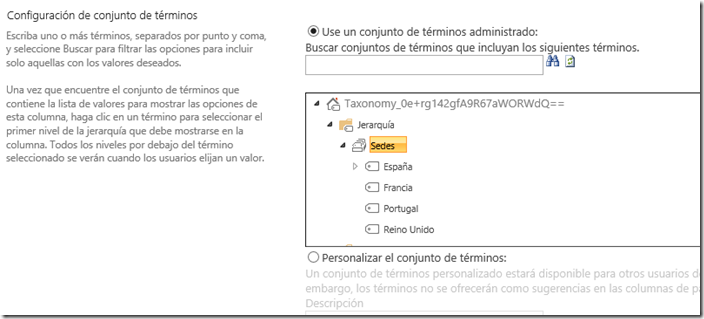 Configuración de conjunto de términos
Escriba uno o más términos, separados por punto y coma,
y seleccione Buscar para filtrar las opciones para incluir
solo aquellas con los valores deseados.
Una vez que encuentre el conjunto de términos que
contiene la lista de valores para mostrar las opciones de
esta columna, haga clic en un término para seleccionar el
primer nivel de la jerarquía que debe mostrarse en la
columna. Todos los niveles por debajo del término
seleccionado se verán cuando los usuarios elijan un valor.
Use un conjunto de términos administrado:
Buscar conjuntos de términos que incluyan los siguientes términos.
Taxonomy_0e+rg142gfA9R67aWORWdQ==
Jerarquía
Sedes
España
Francia
Portugal
Reino Unido
Personalizar el conjunto de términos:
Un conjunto de términos personalizado estará disponible para otros usuarios de
embargo, los términos no se ofrecerán como sugerencias en las columnas de pa
Descripción